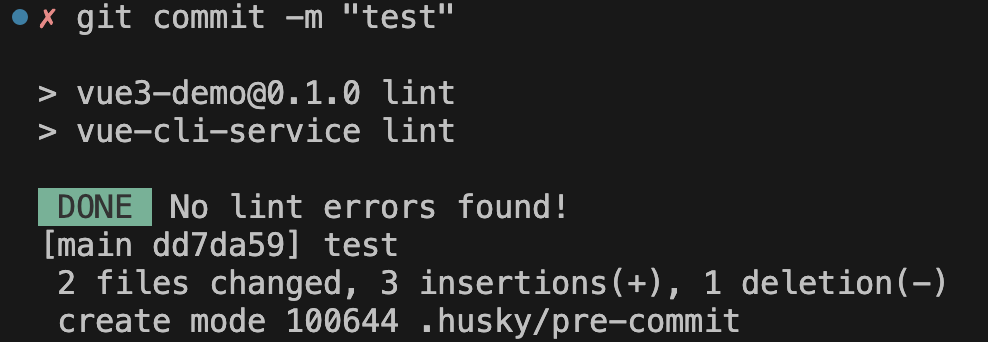 ✗ git commit -m "test"
> vue3-demo@0.1.0 lint
> vue-cli-service lint
DONE No lint errors found!
[main dd7da59] test
2 files changed, 3 insertions(+), 1 deletion(-)
create mode 100644 .husky/pre-commit